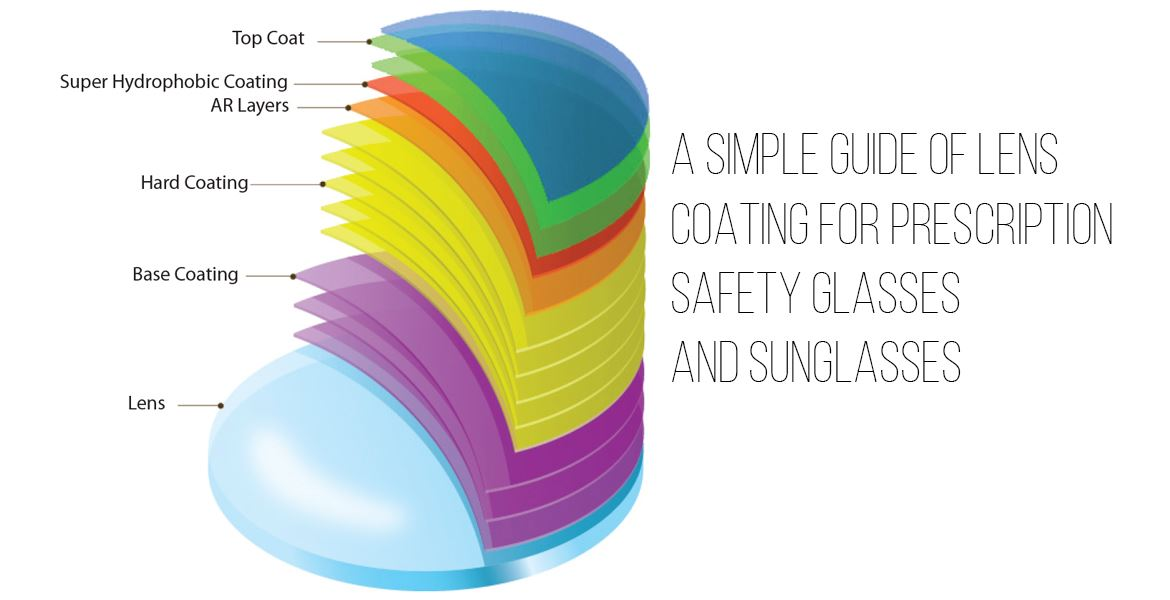 Top Coat
Super Hydrophobic Coating
AR Layers
Hard Coating
Base Coating
Lens
A SIMPLE GUIDE OF LENS
COATING FOR PRESCRIPTION
SAFETY GLASSES
AND SUNGLASSES